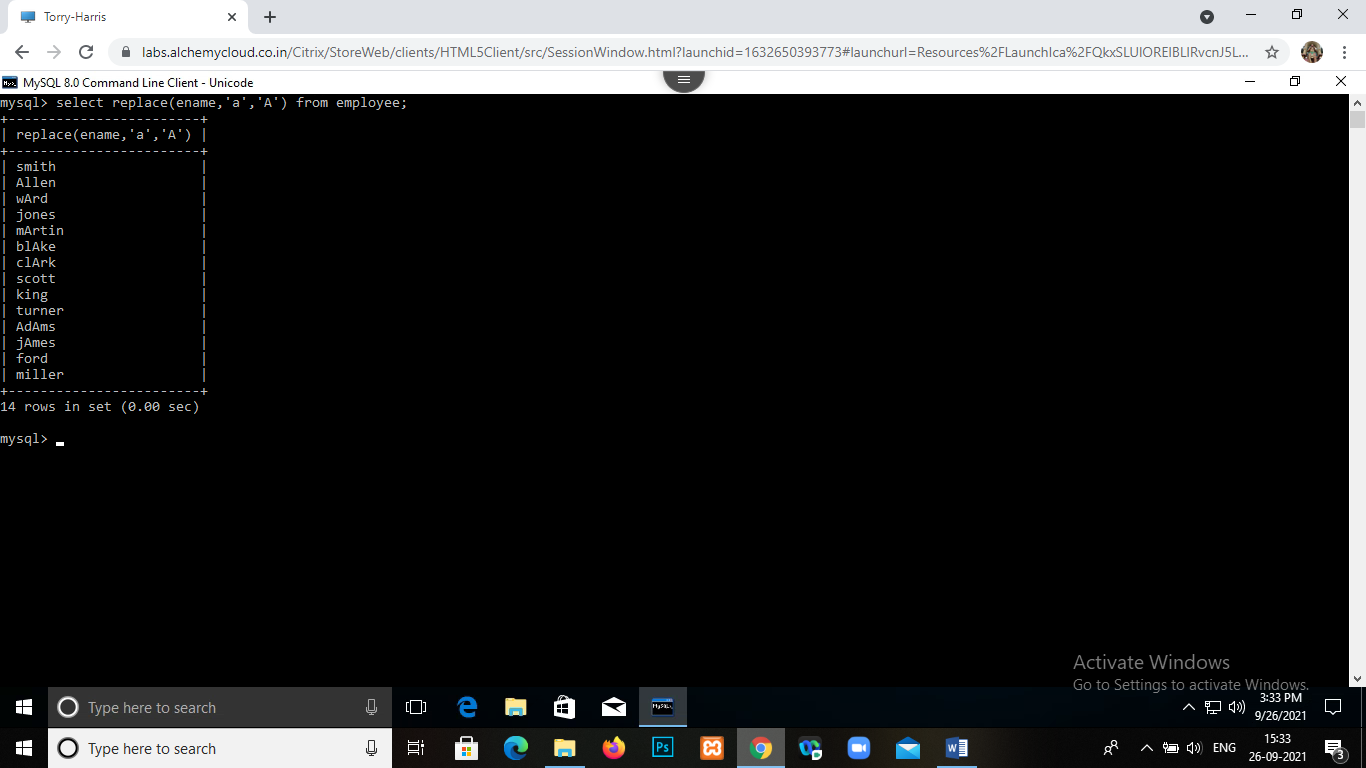 Torry-Harris
labs.alchemycloud.co.in/Citrix/StoreWeb/clients/HTML5Client/src/SessionWindow.html?launchid=1632650393773#launchurl=Resources%2FLaunchIca%2FQkxSLUlORElBLlRvcnJ5L...
MySQL 8.0 Command Line Client - Unicode
mysql> select replace(ename,'a','A') from employee;
+------------------------+
| replace(ename,'a','A') |
+------------------------+
| smith                  |
| Allen                  |
| wArd                   |
| jones                  |
| mArtin                 |
| blAke                  |
| clArk                  |
| scott                  |
| king                   |
| turner                 |
| AdAms                  |
| jAmes                  |
| ford                   |
| miller                 |
+------------------------+
14 rows in set (0.00 sec)
mysql>
Activate Windows
Go to Settings to activate Windows.
Type here to search
MySQL
3:33 PM
9/26/2021
Type here to search
Ps
ENG
15:33
26-09-2021
3